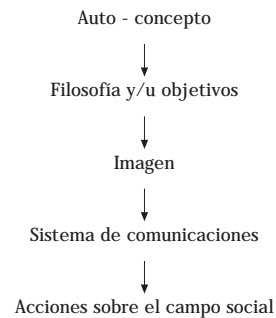 Auto - concepto
Filosofía y/u objetivos
Imagen
Sistema de comunicaciones
Acciones sobre el campo social